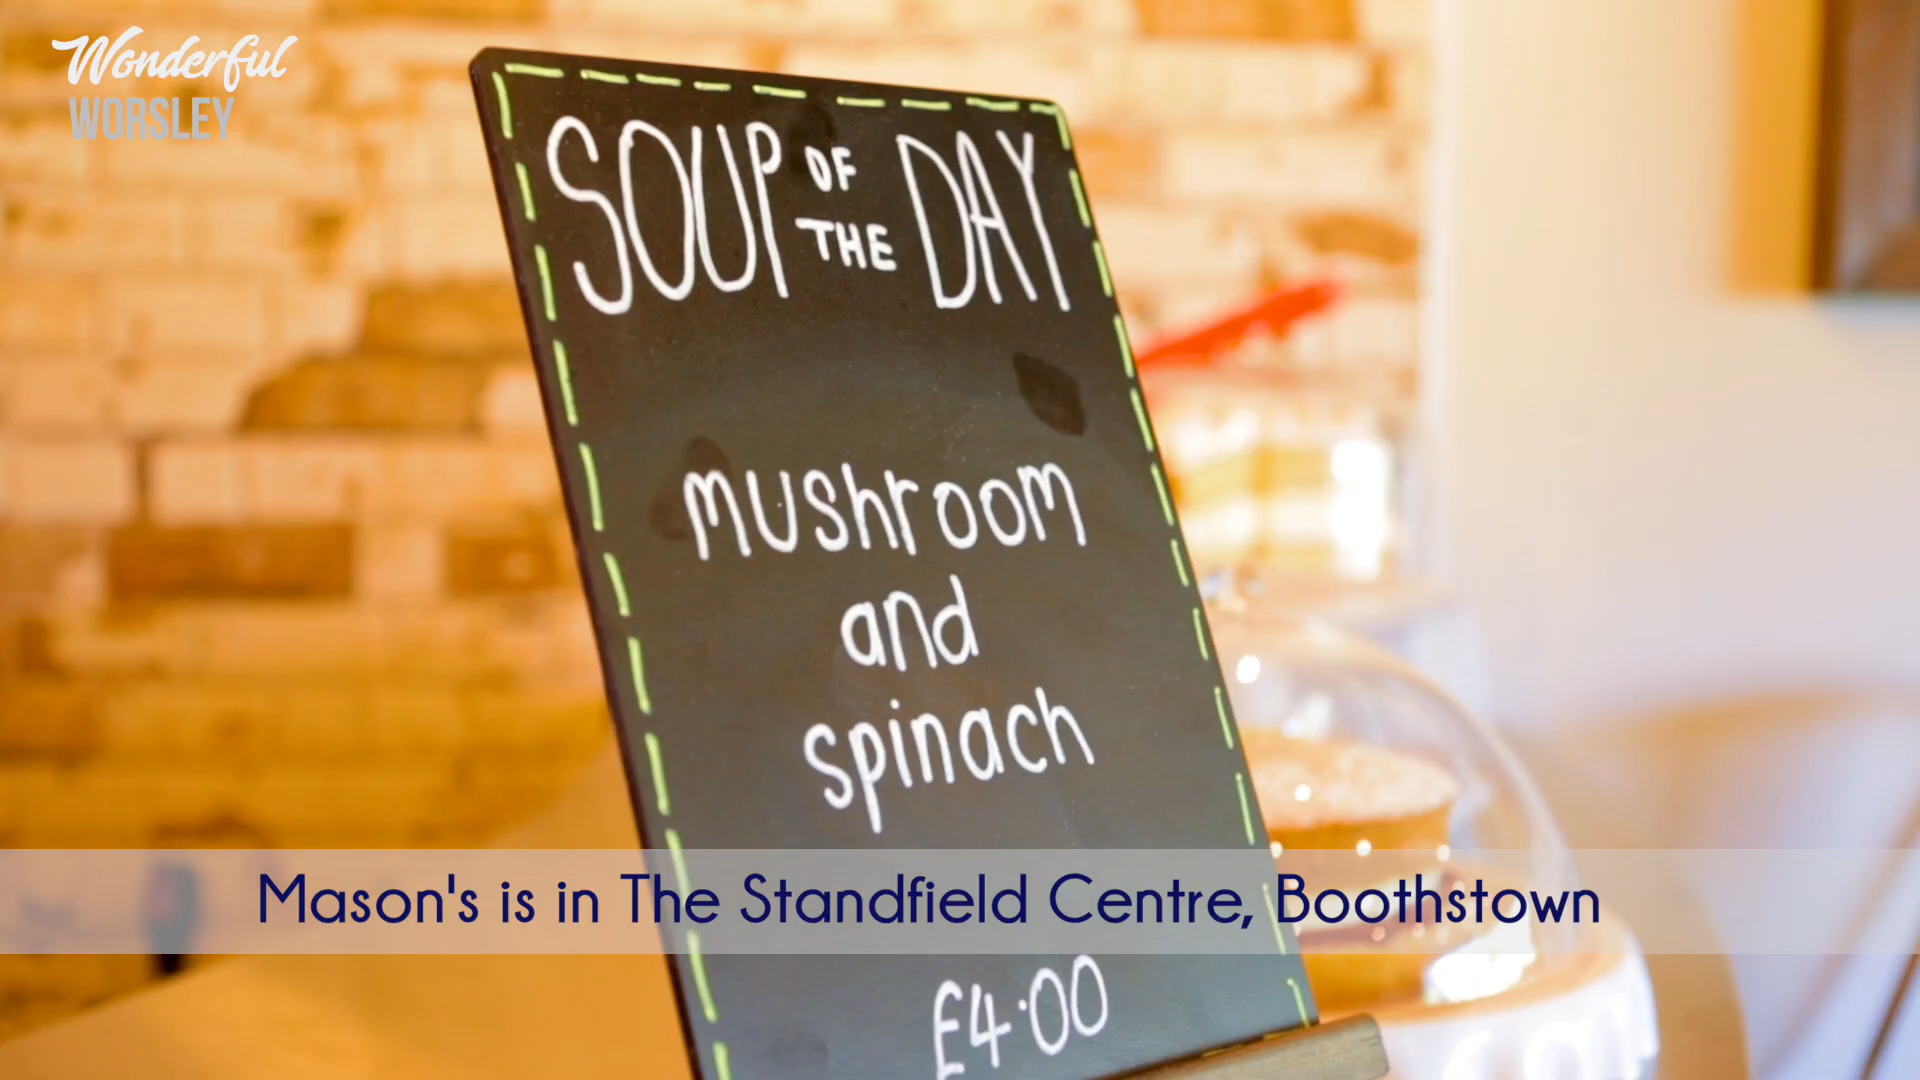 Wonderful
WORSLEY
SOUP OF THE DAY
mushroom
and
spinach
Mason's is in The Standfield Centre, Boothstown
£4.00